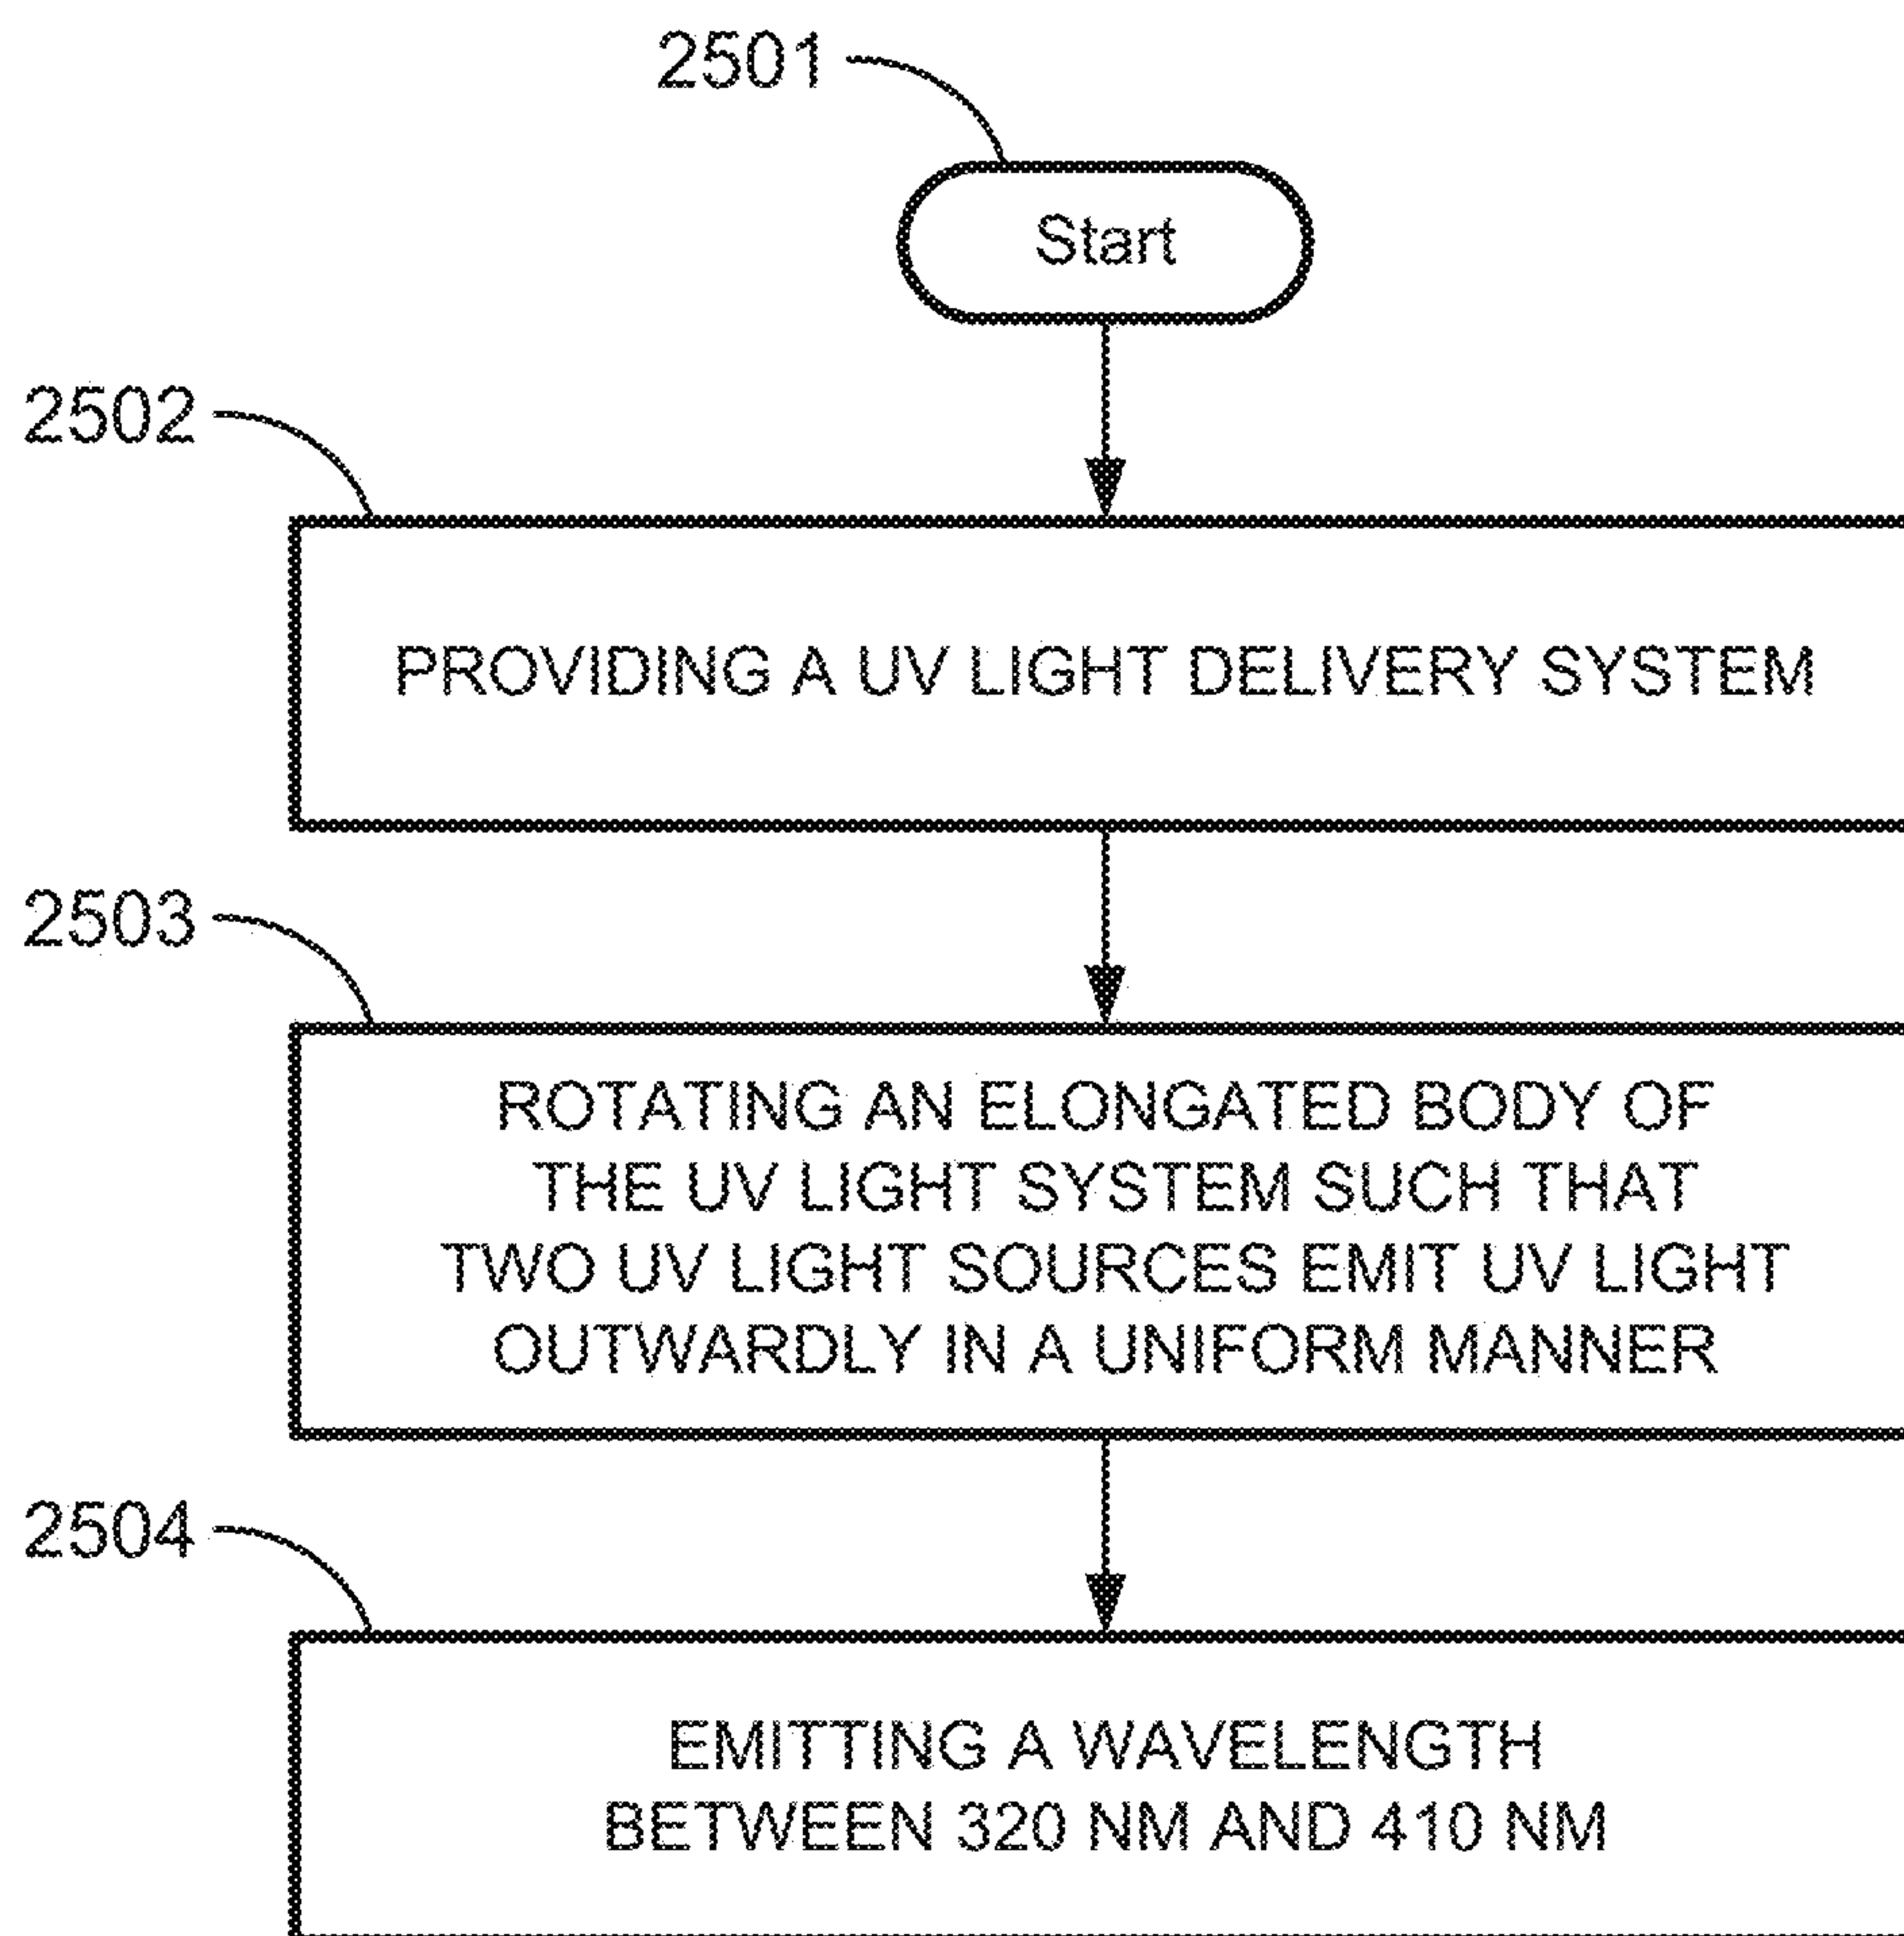 2501
Start
2502
PROVIDING A UV LIGHT DELIVERY SYSTEM
2503
ROTATING AN ELONGATED BODY OF
THE UV LIGHT SYSTEM SUCH THAT
TWO UV LIGHT SOURCES EMIT UV LIGHT
OUTWARDLY IN A UNIFORM MANNER
2504
EMITTING A WAVELENGTH
BETWEEN 320 NM AND 410 NM